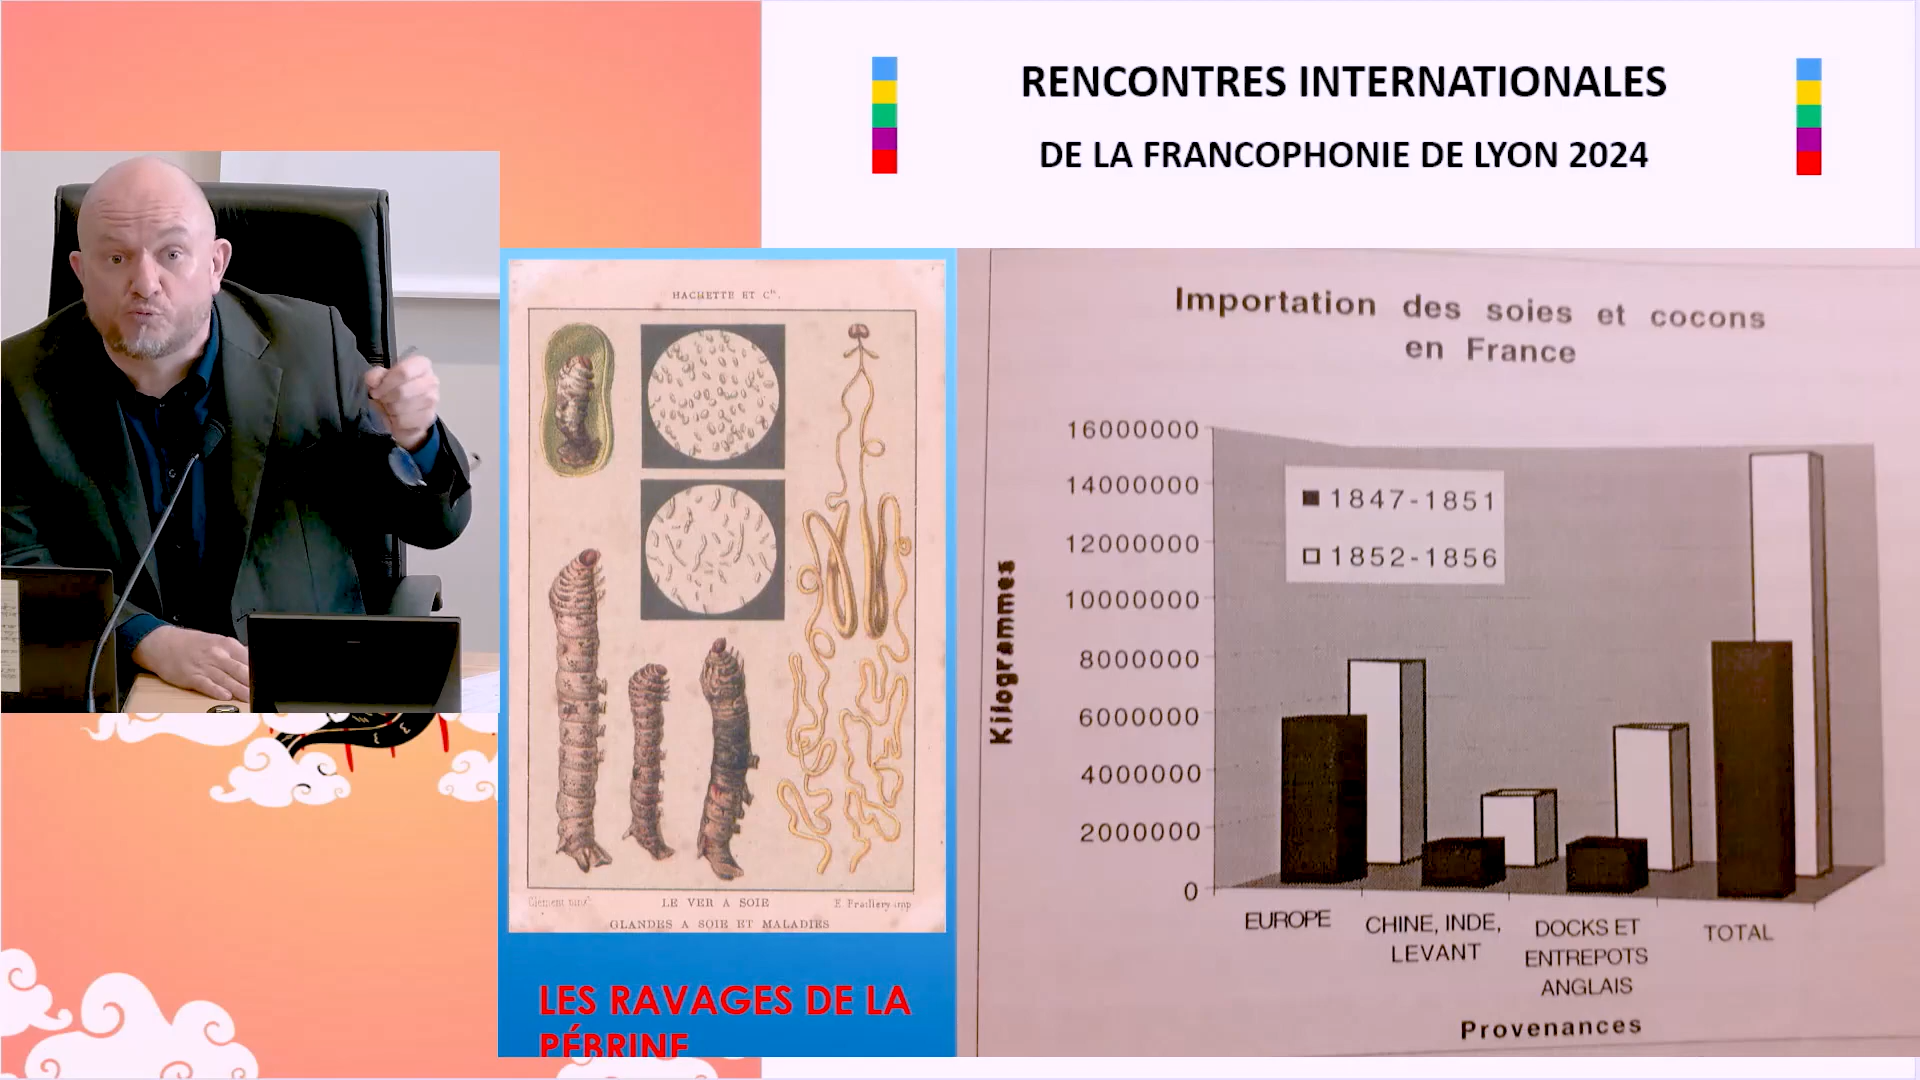 RENCONTRES INTERNATIONALES
DE LA FRANCOPHONIE DE LYON 2024
HACHETTE ET Cie.
LE VER A SOIE
GLANDES A SOIE ET MALADIES
LES RAVAGES DE LA
PÉBRINE
Importation des soies et cocons
en France
Kilogrammes
16000000
14000000
12000000
10000000
8000000
6000000
4000000
2000000
0
1847-1851
1852-1856
EUROPE
CHINE, INDE,
LEVANT
DOCKS ET
ENTREPOTS
ANGLAIS
TOTAL
Provenances